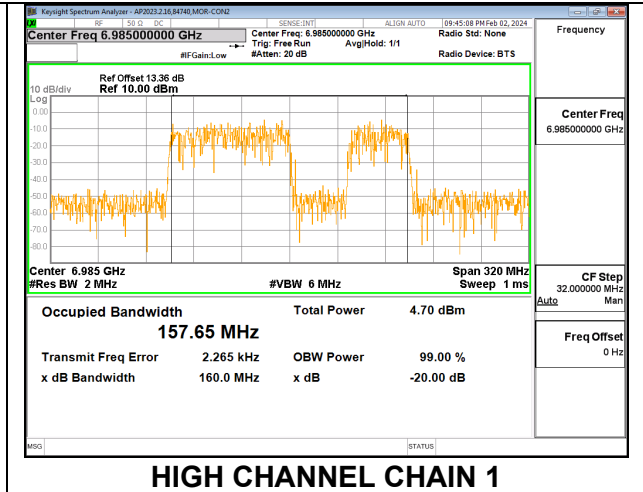 Keysight Spectrum Analyzer - AP2023.2.16,84740,MOR-CON2
RF 50 Ω DC SENSE:INT ALIGN AUTO 09:45:08 PM Feb 02, 2024
Center Freq 6.985000000 GHz
Center Freq: 6.985000000 GHz Radio Std: None
Trig: Free Run Avg|Hold: 1/1
#IFGain:Low #Atten: 20 dB Radio Device: BTS
Frequency
Ref Offset 13.36 dB
10 dB/div Ref 10.00 dBm
Log
0.00
-10.0
-20.0
-30.0
-40.0
-50.0
-60.0
-70.0
-80.0
Center 6.985 GHz Span 320 MHz
#Res BW 2 MHz #VBW 6 MHz Sweep 1 ms
Occupied Bandwidth Total Power 4.70 dBm
157.65 MHz
Transmit Freq Error 2.265 kHz OBW Power 99.00 %
x dB Bandwidth 160.0 MHz x dB -20.00 dB
Center Freq
6.985000000 GHz
CF Step
32.000000 MHz
Auto Man
Freq Offset
0 Hz
MSG STATUS
HIGH CHANNEL CHAIN 1